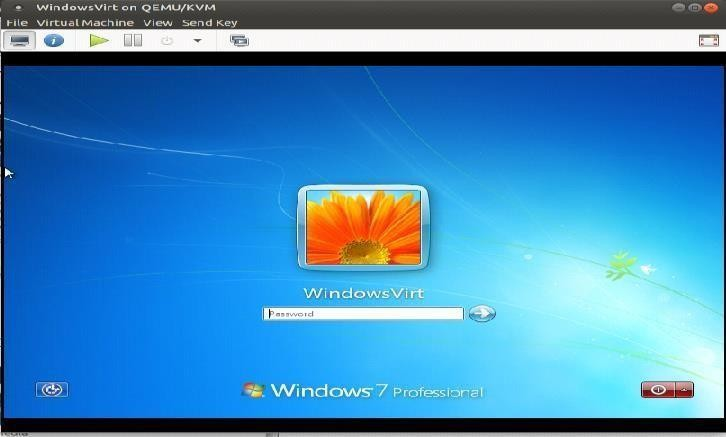 WindowsVirt on QEMU/KVM
File Virtual Machine View Send Key
WindowsVirt
Password
Windows 7 Professional